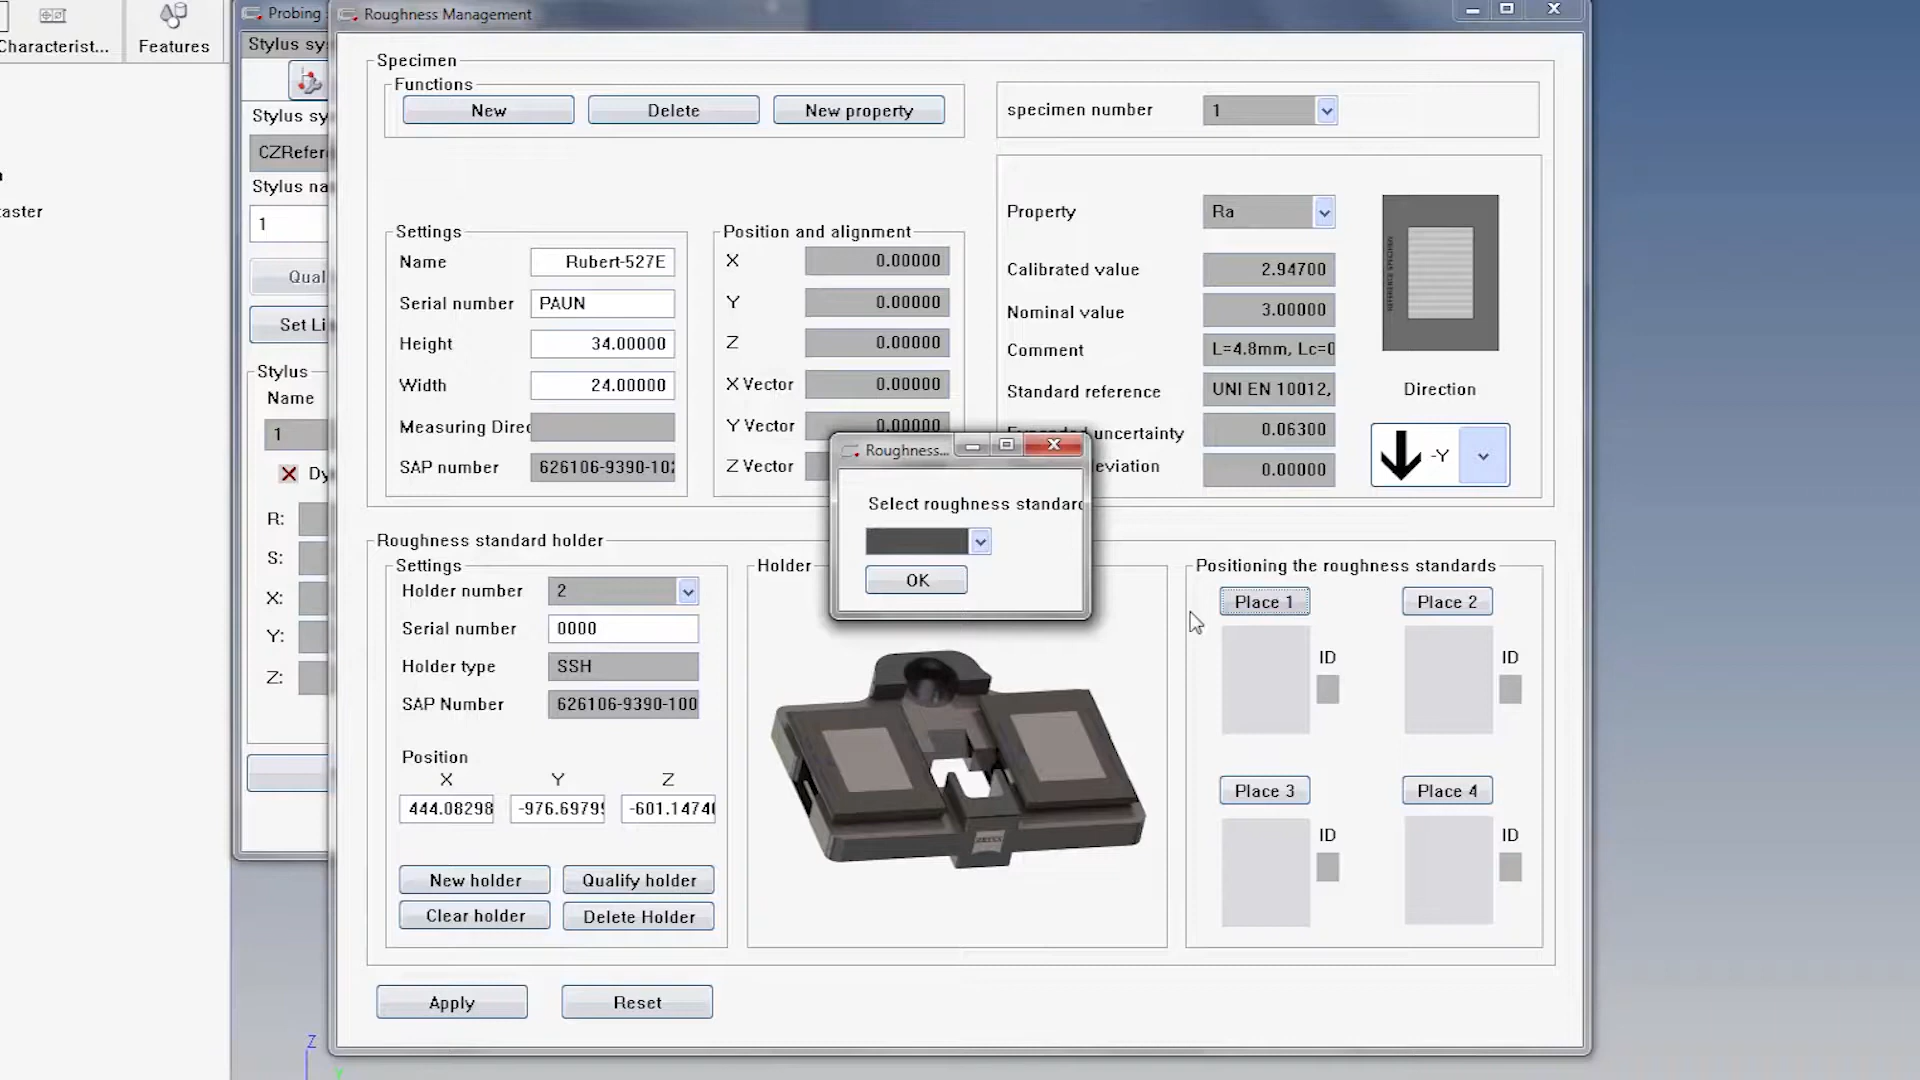 Characterist...
Features
aster
Probing
Stylus sy
Stylus sy
CZRefer
Stylus na
1
Qual
Set Li
Stylus
Name
1
Dy
R:
S:
X:
Y:
Z:
Z
Roughness Management
Specimen
Functions
New
Delete
New property
specimen number
1
Settings
Name
Rubert-527E
Serial number
PAUN
Height
34.00000
Width
24.00000
Measuring Direc
SAP number
626106-9390-102
Position and alignment
X
0.00000
Y
0.00000
Z
0.00000
X Vector
0.00000
Y Vector
0.00000
Z Vector
Property
Ra
Calibrated value
2.94700
Nominal value
3.00000
Comment
L=4.8mm, Lc=0
Standard reference
UNI EN 10012,
Expanded uncertainty
0.06300
eviation
0.00000
REFERENCE SPECIMEN
Direction
-Y
Roughness...
Select roughness standard
OK
Roughness standard holder
Settings
Holder number
2
Serial number
0000
Holder type
SSH
SAP Number
626106-9390-100
Position
X
Y
Z
444.08298
-976.69795
-601.14740
New holder
Qualify holder
Clear holder
Delete Holder
Holder
ZEISS
Positioning the roughness standards
Place 1
Place 2
ID
ID
Place 3
Place 4
ID
ID
Apply
Reset